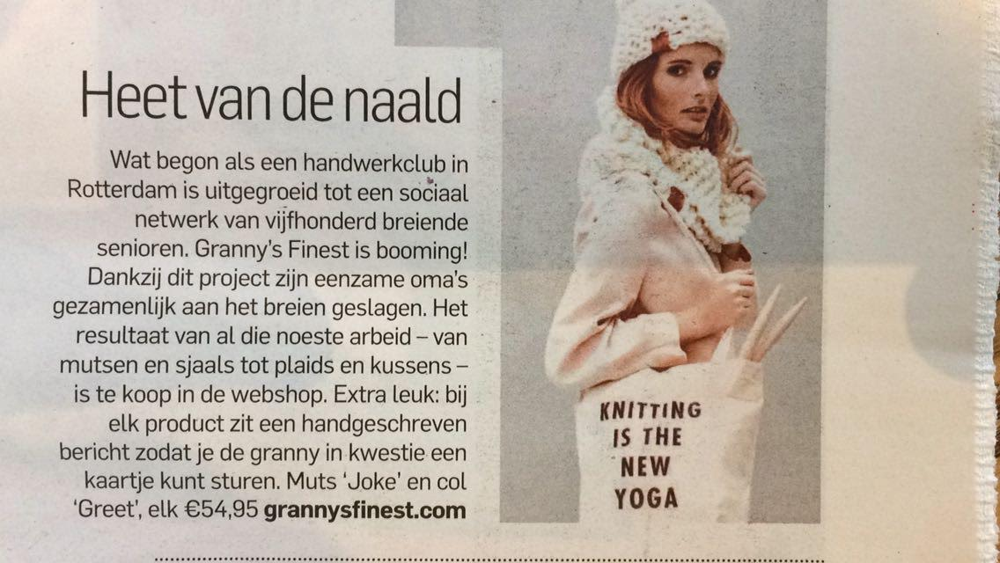 Heet van de naald
Wat begon als een handwerkclub in
Rotterdam is uitgegroeid tot een sociaal
netwerk van vijfhonderd breiende
senioren. Granny's Finest is booming!
Dankzij dit project zijn eenzame oma's
gezamenlijk aan het breien geslagen. Het
resultaat van al die noeste arbeid – van
mutsen en sjaals tot plaids en kussens –
is te koop in de webshop. Extra leuk: bij
elk product zit een handgeschreven
bericht zodat je de granny in kwestie een
kaartje kunt sturen. Muts ‘Joke’ en col
‘Greet’, elk €54,95 grannysfinest.com
KNITTING
IS THE
NEW
YOGA